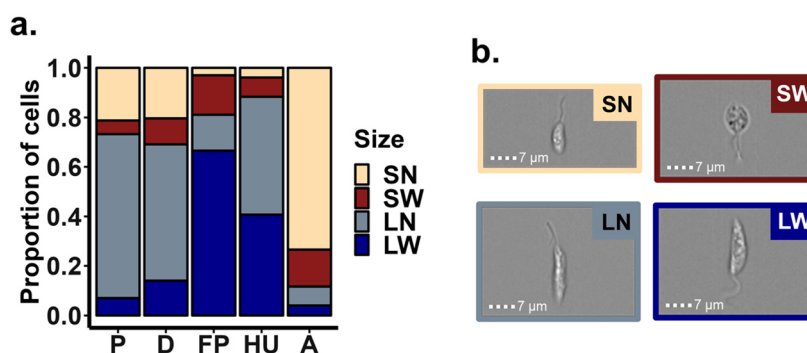 a.
Proportion of cells
1.0
0.8
0.6
0.4
0.2
0.0
P D FP HU A
Size
SN
SW
LN
LW
b.
SN
7 µm
SW
7 µm
LN
7 µm
LW
7 µm